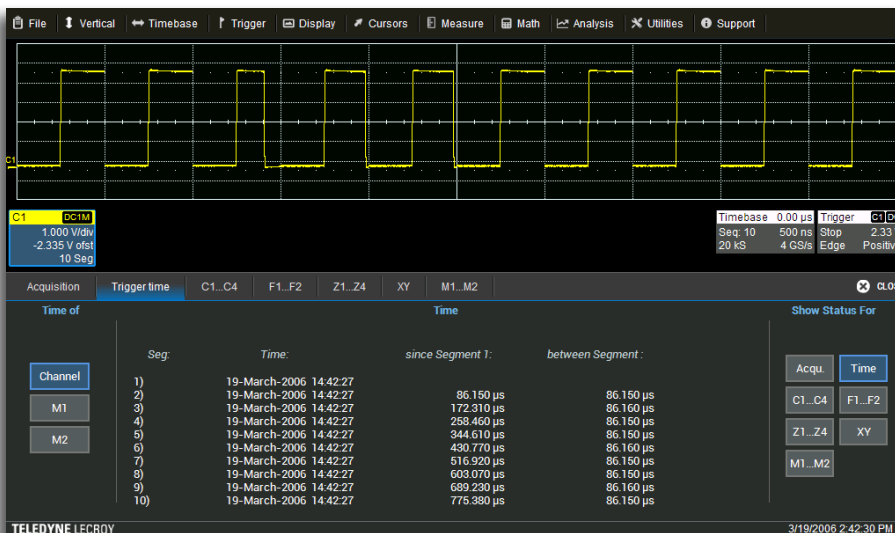 File Vertical Timebase Trigger Display Cursors Measure Math Analysis Utilities Support
C1
C1 DC1M
1.000 V/div
-2.335 V ofst
10 Seg
Timebase 0.00 µs
Seq: 10 500 ns
20 kS 4 GS/s
Trigger C1
Stop 2.33
Edge Positiv
Acquisition Trigger time C1...C4 F1...F2 Z1...Z4 XY M1...M2 CLO
Time of
Channel
M1
M2
Time
Seg: Time: since Segment 1: between Segment :
1) 19-March-2006 14:42:27
2) 19-March-2006 14:42:27 86.150 µs 86.150 µs
3) 19-March-2006 14:42:27 172.310 µs 86.160 µs
4) 19-March-2006 14:42:27 258.460 µs 86.150 µs
5) 19-March-2006 14:42:27 344.610 µs 86.150 µs
6) 19-March-2006 14:42:27 430.770 µs 86.160 µs
7) 19-March-2006 14:42:27 516.920 µs 86.150 µs
8) 19-March-2006 14:42:27 603.070 µs 86.150 µs
9) 19-March-2006 14:42:27 689.230 µs 86.150 µs
10) 19-March-2006 14:42:27 775.380 µs 86.150 µs
Show Status For
Acqu. Time
C1...C4 F1...F2
Z1...Z4 XY
M1...M2
TELEDYNE LECROY
3/19/2006 2:42:30 PM